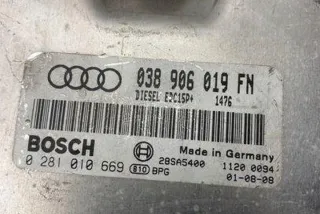 038 906 019 FN
DIESEL EDC15P+ 1476
BOSCH
Made in Germany
0 281 010 669
810 BPG
28SA5400
1120 0094
01-08-08